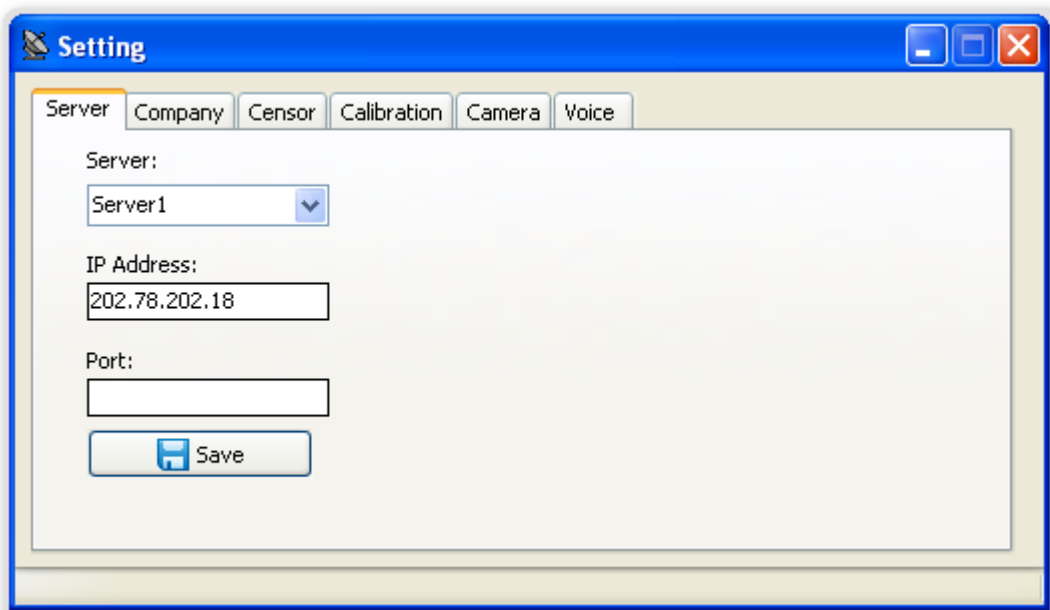 Setting
Server Company Censor Calibration Camera Voice
Server:
Server1
IP Address:
202.78.202.18
Port:
Save